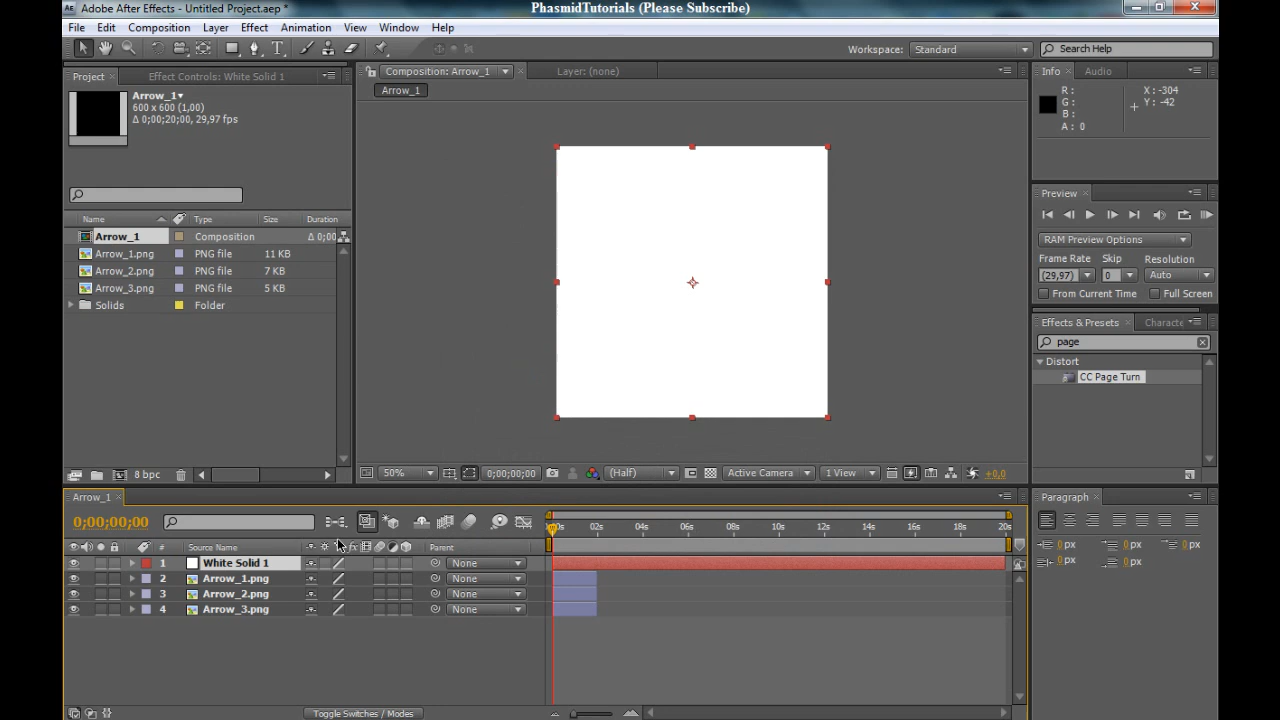 Adobe After Effects - Untitled Project.aep *
PhasmidTutorials (Please Subscribe)
File Edit Composition Layer Effect Animation View Window Help
Workspace: Standard Search Help
Project Effect Controls: White Solid 1
Composition: Arrow_1 Layer: (none)
Info Audio
Arrow_1
600 x 600 (1,00)
Δ 0;00;20;00, 29,97 fps
Arrow_1
R :
G :
B :
A : 0
X : -304
Y : -42
Preview
RAM Preview Options
Frame Rate Skip Resolution
(29,97) 0 Auto
From Current Time Full Screen
Name Type Size Duration
Arrow_1 Composition Δ 0;00
Arrow_1.png PNG file 11 KB
Arrow_2.png PNG file 7 KB
Arrow_3.png PNG file 5 KB
Solids Folder
Effects & Presets Characte
page
Distort
CC Page Turn
8 bpc
50% 0;00;00;00 (Half) Active Camera 1 View +0,0
Arrow_1
Paragraph
0;00;00;00
02s 04s 06s 08s 10s 12s 14s 16s 18s 20s
# Source Name Parent
1 White Solid 1 None
2 Arrow_1.png None
3 Arrow_2.png None
4 Arrow_3.png None
0 px 0 px 0 px
0 px 0 px
Toggle Switches / Modes